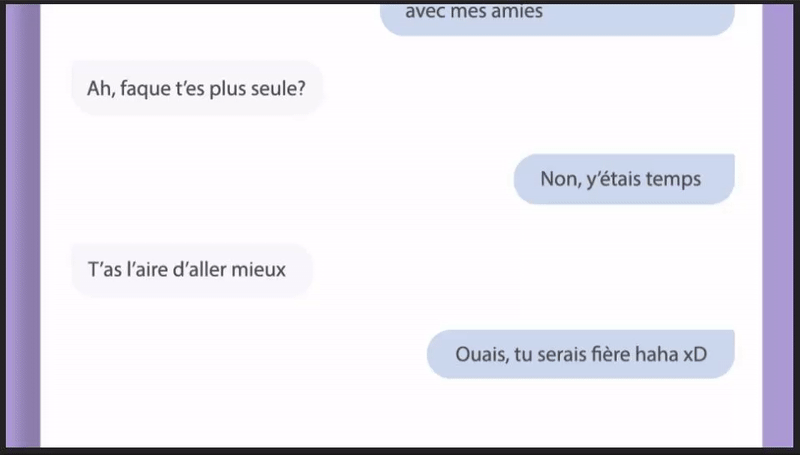 avec mes amies
Ah, faque t'es plus seule?
Non, y'étais temps
T'as l'aire d'aller mieux
Ouais, tu serais fière haha xD